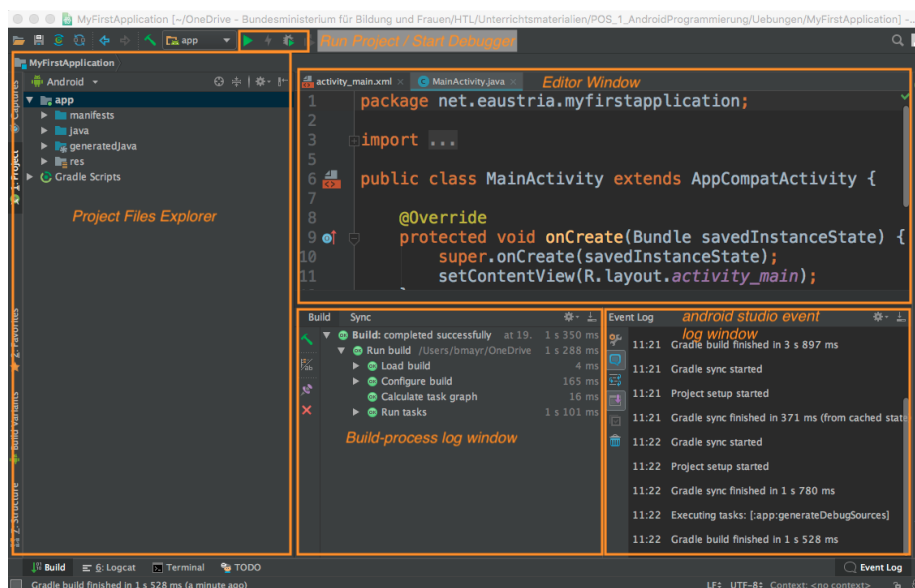 MyFirstApplication [~/OneDrive - Bundesministerium für Bildung und Frauen/HTL/Unterrichtsmaterialien/POS_1_AndroidProgrammierung/Uebungen/MyFirstApplication] -
app
Run Project / Start Debugger
MyFirstApplication
Android
app
manifests
java
generatedJava
res
Gradle Scripts
Project Files Explorer
Captures
1: Project
2: Favorites
Build Variants
Z: Structure
activity_main.xml
MainActivity.java
Editor Window
1 package net.eaustria.myfirstapplication;
2
3 import ...
5
6 public class MainActivity extends AppCompatActivity {
7
8 @Override
9 protected void onCreate(Bundle savedInstanceState) {
10 super.onCreate(savedInstanceState);
11 setContentView(R.layout.activity_main);
Build Sync
Build: completed successfully at 19. 1 s 350 ms
Run build /Users/bmayr/OneDrive 1 s 288 ms
Load build 4 ms
Configure build 165 ms
Calculate task graph 16 ms
Run tasks 1 s 101 ms
Build-process log window
Event Log
android studio event
log window
11:21 Gradle build finished in 3 s 897 ms
11:21 Gradle sync started
11:21 Project setup started
11:21 Gradle sync finished in 371 ms (from cached state
11:22 Gradle sync started
11:22 Project setup started
11:22 Gradle sync finished in 1 s 780 ms
11:22 Executing tasks: [:app:generateDebugSources]
11:22 Gradle build finished in 1 s 528 ms
Build 6: Logcat Terminal TODO Event Log
Gradle build finished in 1 s 528 ms (a minute ago) LF÷ UTF-8÷ Context: <no context>